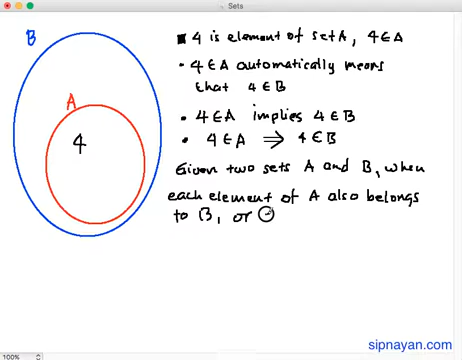 Sets
B
A
4
4 is element of set A, 4 ∈ A
4 ∈ A automatically means
that 4 ∈ B
4 ∈ A implies 4 ∈ B
4 ∈ A ⟹ 4 ∈ B
Given two sets A and B, when
each element of A also belongs
to B, or
sipnayan.com
100%